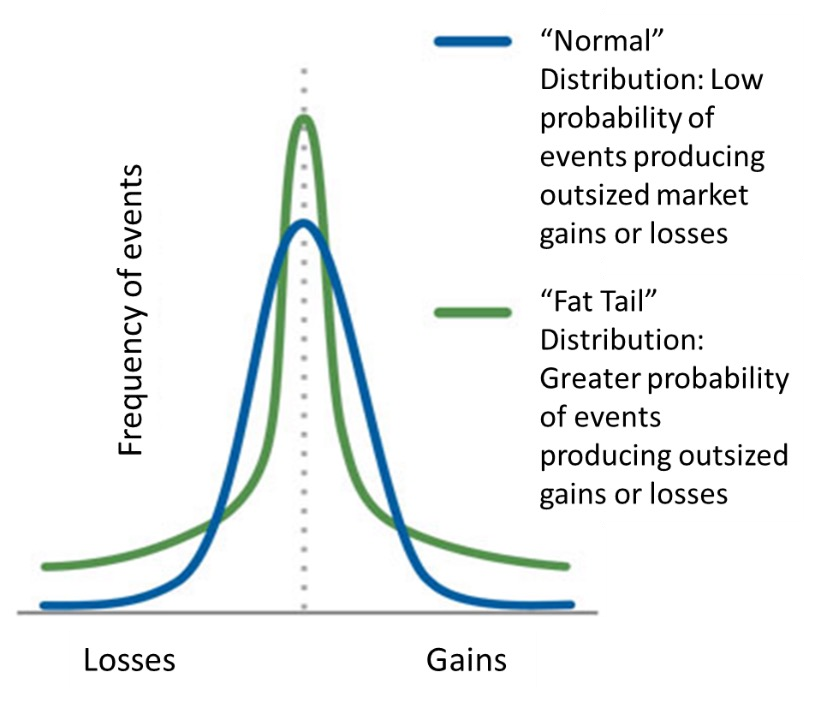 “Normal”
Distribution: Low
probability of
events producing
outsized market
gains or losses
Frequency of events
“Fat Tail”
Distribution:
Greater probability
of events
producing outsized
gains or losses
Losses
Gains